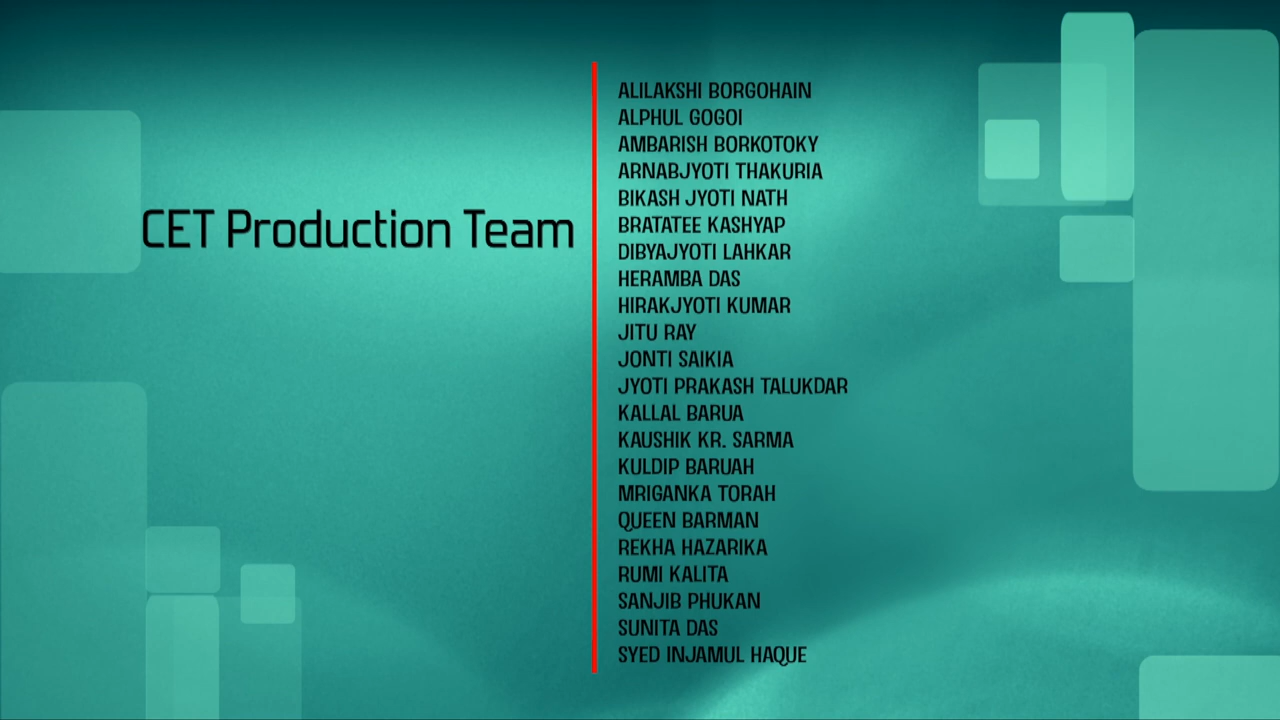 CET Production Team
ALILAKSHI BORGOHAIN
ALPHUL GOGOI
AMBARISH BORKOTOKY
ARNABJYOTI THAKURIA
BIKASH JYOTI NATH
BRATATEE KASHYAP
DIBYAJYOTI LAHKAR
HERAMBA DAS
HIRAKJYOTI KUMAR
JITU RAY
JONTI SAIKIA
JYOTI PRAKASH TALUKDAR
KALLAL BARUA
KAUSHIK KR. SARMA
KULDIP BARUAH
MRIGANKA TORAH
QUEEN BARMAN
REKHA HAZARIKA
RUMI KALITA
SANJIB PHUKAN
SUNITA DAS
SYED INJAMUL HAQUE